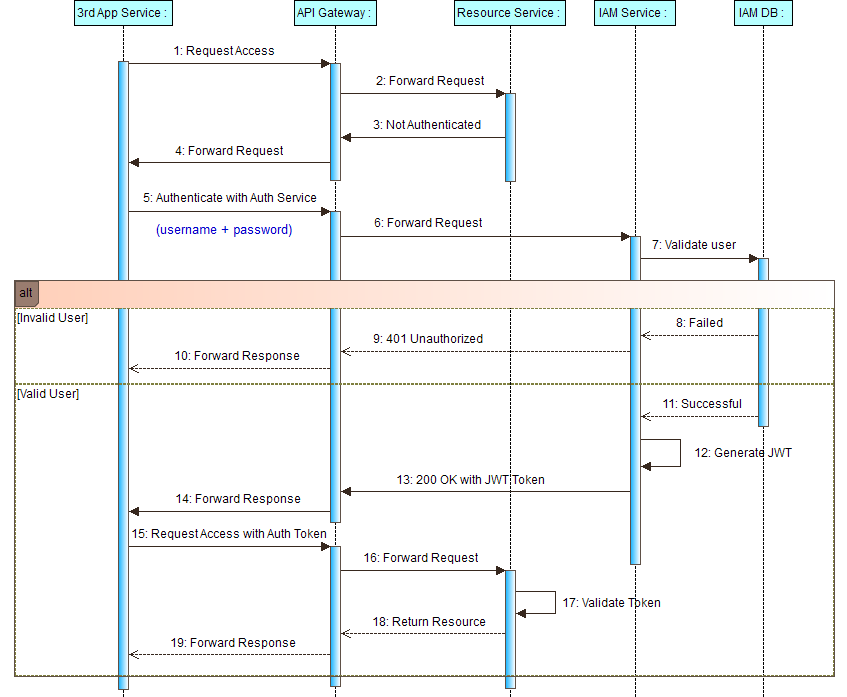 3rd App Service :
API Gateway :
Resource Service :
IAM Service :
IAM DB :
1: Request Access
2: Forward Request
3: Not Authenticated
4: Forward Request
5: Authenticate with Auth Service
(username + password)
6: Forward Request
7: Validate user
alt
[Invalid User]
8: Failed
9: 401 Unauthorized
10: Forward Response
[Valid User]
11: Successful
12: Generate JWT
13: 200 OK with JWT Token
14: Forward Response
15: Request Access with Auth Token
16: Forward Request
17: Validate Token
18: Return Resource
19: Forward Response